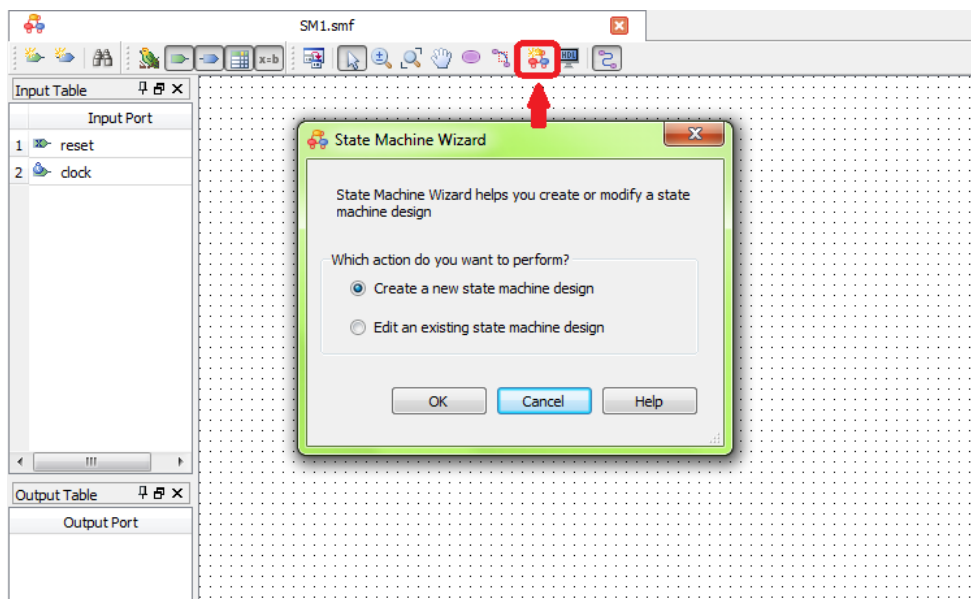 SM1.smf
x=b
HDL
Input Table
Input Port
1 reset
2 clock
State Machine Wizard
State Machine Wizard helps you create or modify a state
machine design
Which action do you want to perform?
Create a new state machine design
Edit an existing state machine design
OK Cancel Help
Output Table
Output Port